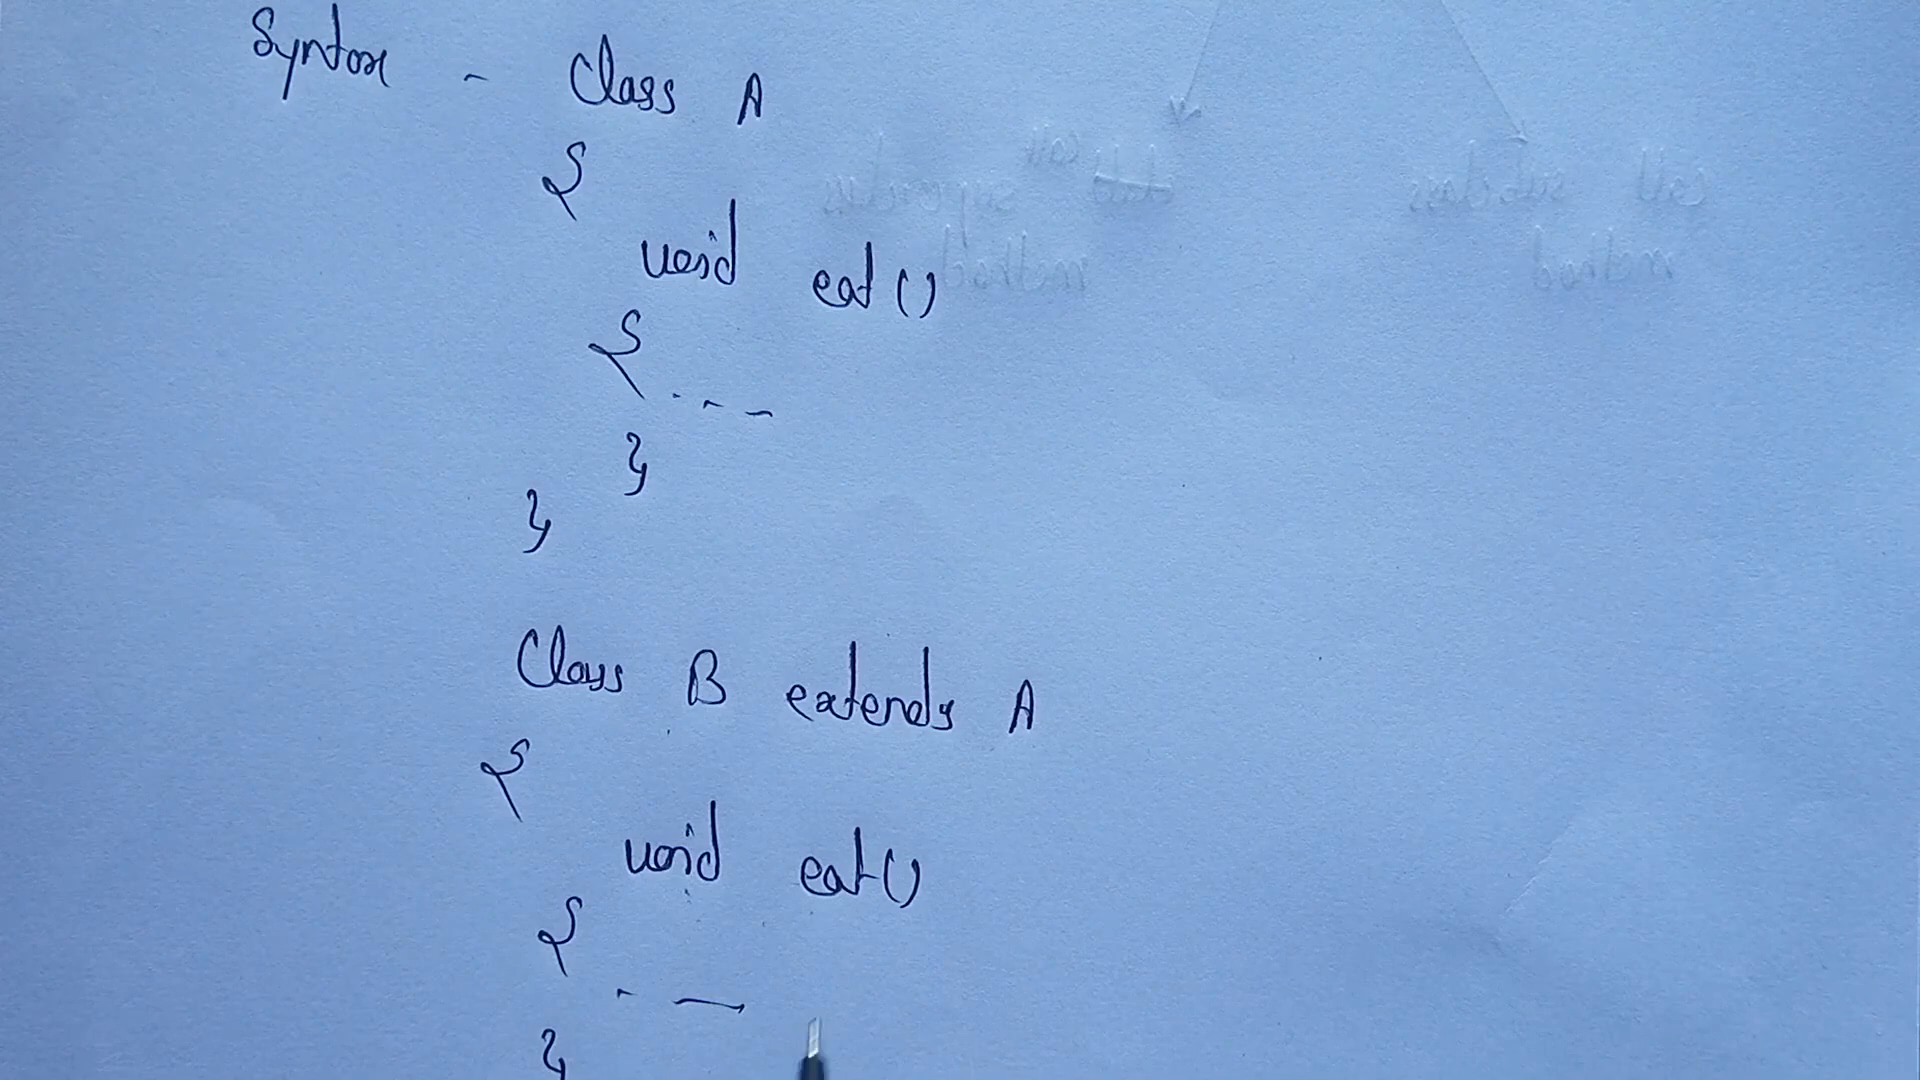 Syntax - Class A
{
void eat ()
{ - - -
}
}
Class B extends A
{
void eat ()
{
- —
}